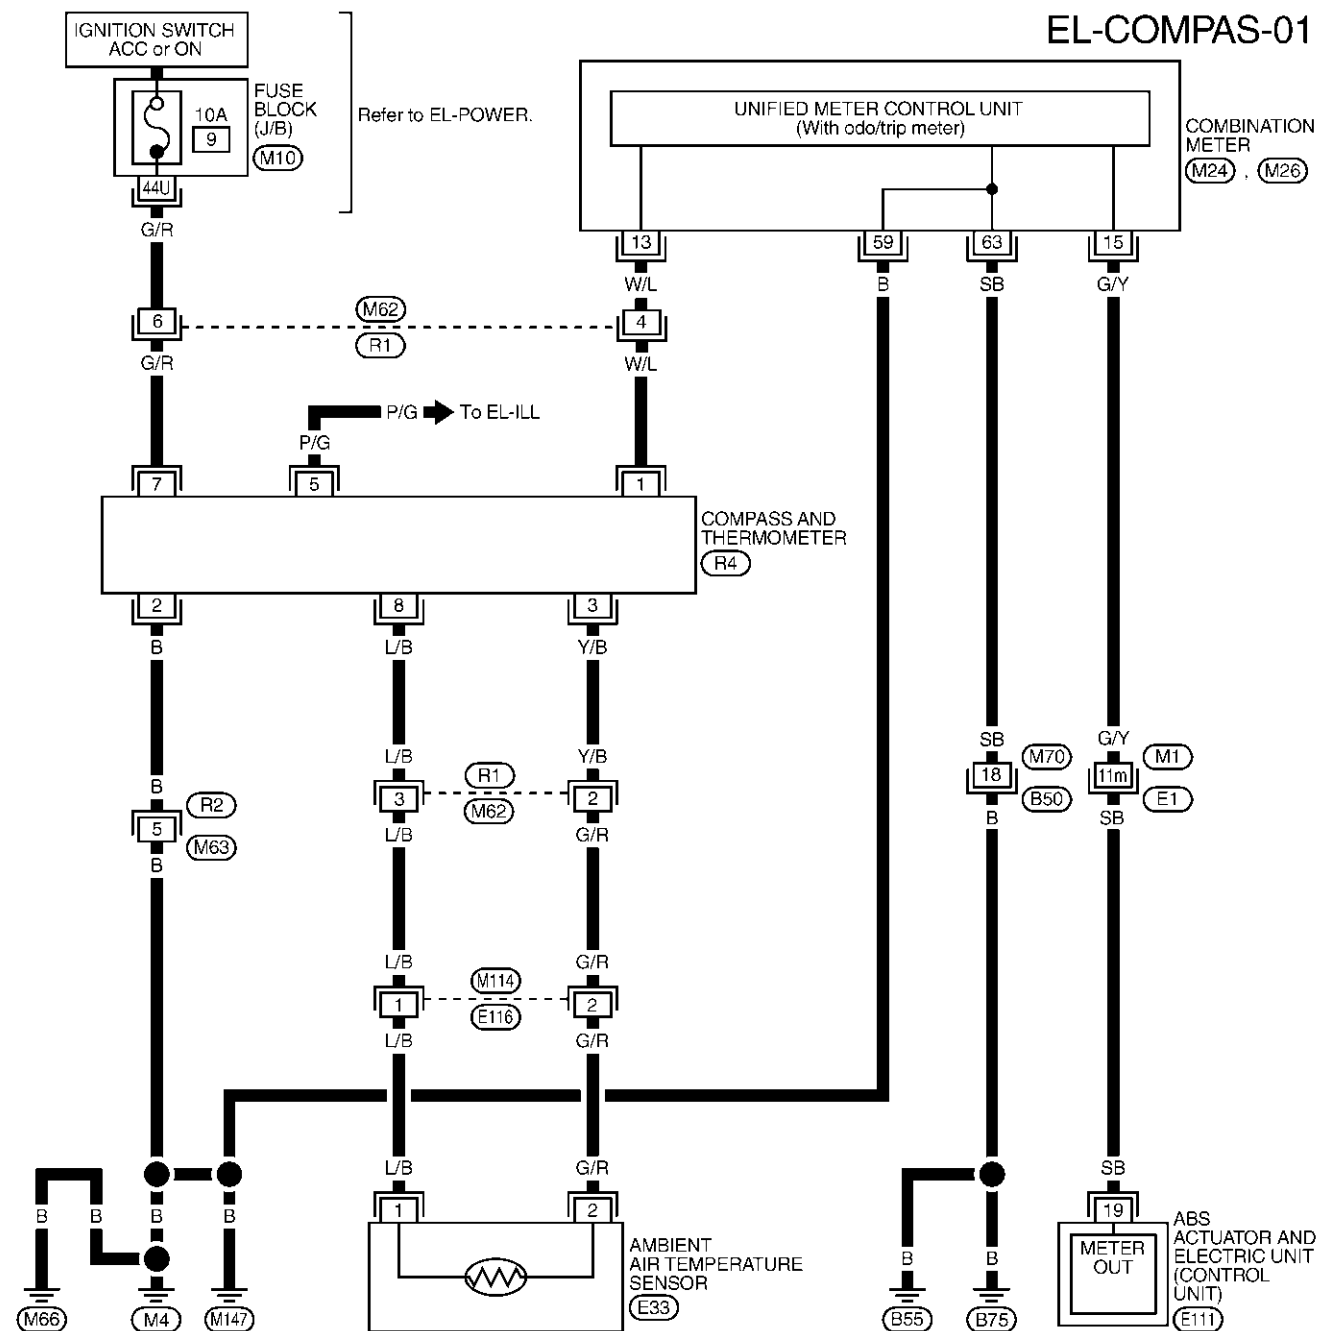 EL-COMPAS-01
IGNITION SWITCH
ACC or ON
FUSE
BLOCK
(J/B)
M10
10A
9
44U
Refer to EL-POWER.
UNIFIED METER CONTROL UNIT
(With odo/trip meter)
COMBINATION
METER
M24 , M26
13
59
63
15
G/R
W/L
B
SB
G/Y
6
M62
R1
4
G/R
W/L
P/G
To EL-ILL
P/G
7
5
1
COMPASS AND
THERMOMETER
R4
2
8
3
B
L/B
Y/B
B
L/B
Y/B
SB
G/Y
5
R2
M63
3
R1
M62
2
18
M70
B50
11m
M1
E1
B
L/B
G/R
B
SB
L/B
G/R
1
M114
E116
2
L/B
G/R
L/B
G/R
SB
1
2
19
B
B
B
B
B
B
AMBIENT
AIR TEMPERATURE
SENSOR
E33
METER
OUT
ABS
ACTUATOR AND
ELECTRIC UNIT
(CONTROL
UNIT)
E111
M66
M4
M147
B55
B75